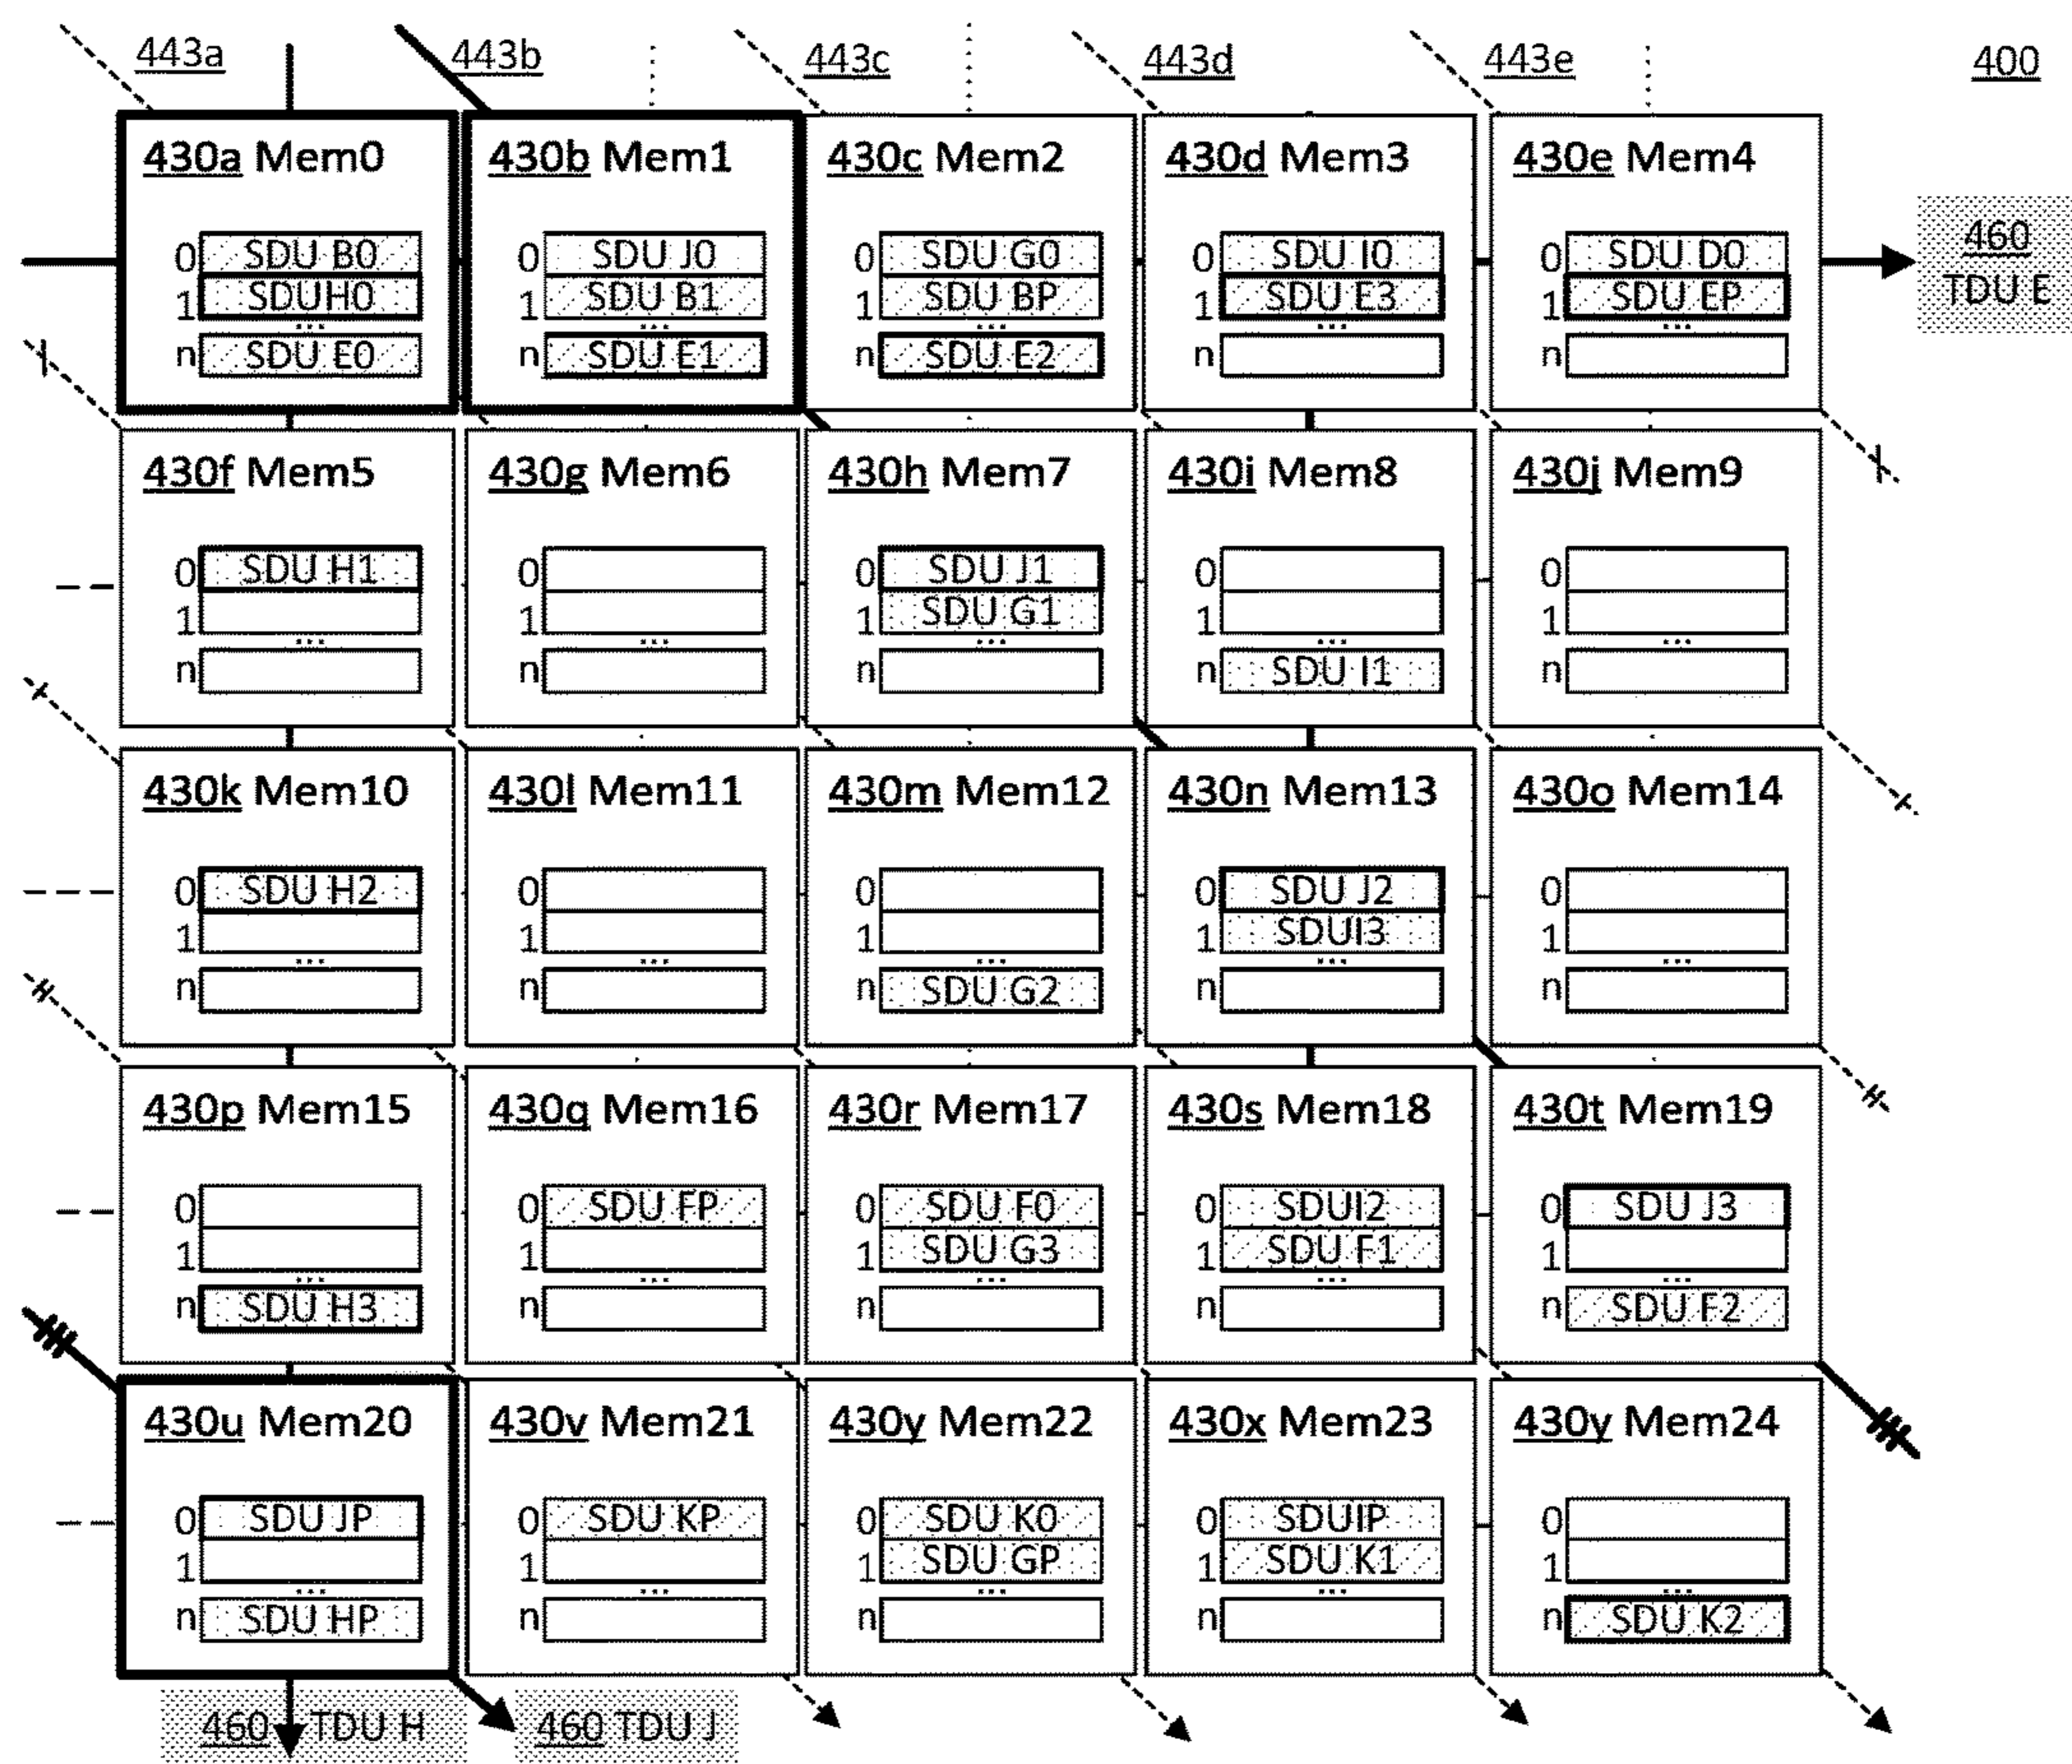 443a 443b 443c 443d 443e 400
430a Mem0 430b Mem1 430c Mem2 430d Mem3 430e Mem4
0 SDU B0 0 SDU J0 0 SDU G0 0 SDU I0 0 SDU D0
1 SDUH0 1 SDU B1 1 SDU BP 1 SDU E3 1 SDU EP
... ... ... ... ...
n SDU E0 n SDU E1 n SDU E2 n n
460
TDU E
430f Mem5 430g Mem6 430h Mem7 430i Mem8 430j Mem9
0 SDU H1 0 0 SDU J1 0 0
1 1 1 SDU G1 1 1
... ... ... ... ...
n n n n SDU I1 n
430k Mem10 430l Mem11 430m Mem12 430n Mem13 430o Mem14
0 SDU H2 0 0 0 SDU J2 0
1 1 1 1 SDUI3 1
... ... ... ... ...
n n n SDU G2 n n
430p Mem15 430q Mem16 430r Mem17 430s Mem18 430t Mem19
0 0 SDU FP 0 SDU F0 0 SDUI2 0 SDU J3
1 1 1 SDU G3 1 SDU F1 1
... ... ... ... ...
n SDU H3 n n n n SDU F2
430u Mem20 430v Mem21 430y Mem22 430x Mem23 430y Mem24
0 SDU JP 0 SDU KP 0 SDU K0 0 SDUIP 0
1 1 1 SDU GP 1 SDU K1 1
... ... ... ... ...
n SDU HP n n n n SDU K2
460 TDU H 460 TDU J